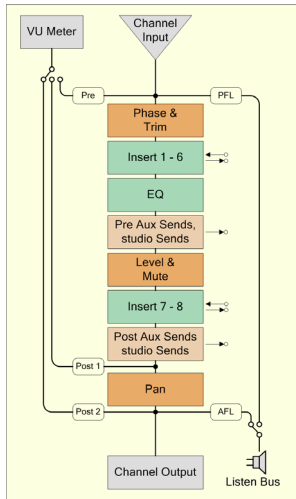 VU Meter
Channel
Input
Pre
PFL
Phase &
Trim
Insert 1 - 6
EQ
Pre Aux Sends,
studio Sends
Level &
Mute
Insert 7 - 8
Post Aux Sends
studio Sends
Post 1
Pan
Post 2
AFL
Channel Output
Listen Bus